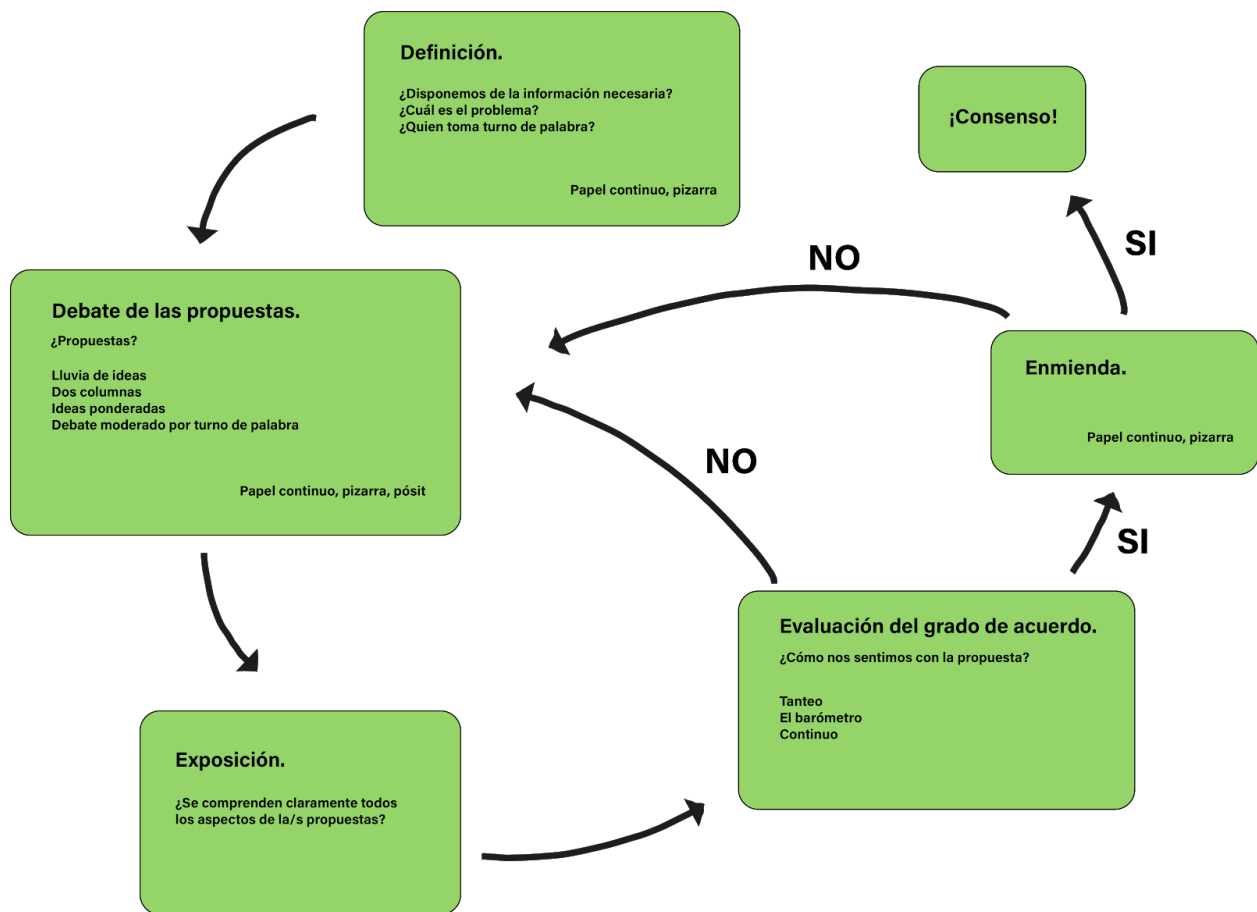 Definición.
¿Disponemos de la información necesaria?
¿Cuál es el problema?
¿Quien toma turno de palabra?
Papel continuo, pizarra
¡Consenso!
SI
NO
Debate de las propuestas.
¿Propuestas?
Lluvia de ideas
Dos columnas
Ideas ponderadas
Debate moderado por turno de palabra
Papel continuo, pizarra, pósit
Enmienda.
Papel continuo, pizarra
NO
SI
Evaluación del grado de acuerdo.
¿Cómo nos sentimos con la propuesta?
Tanteo
El barómetro
Continuo
Exposición.
¿Se comprenden claramente todos
los aspectos de la/s propuestas?